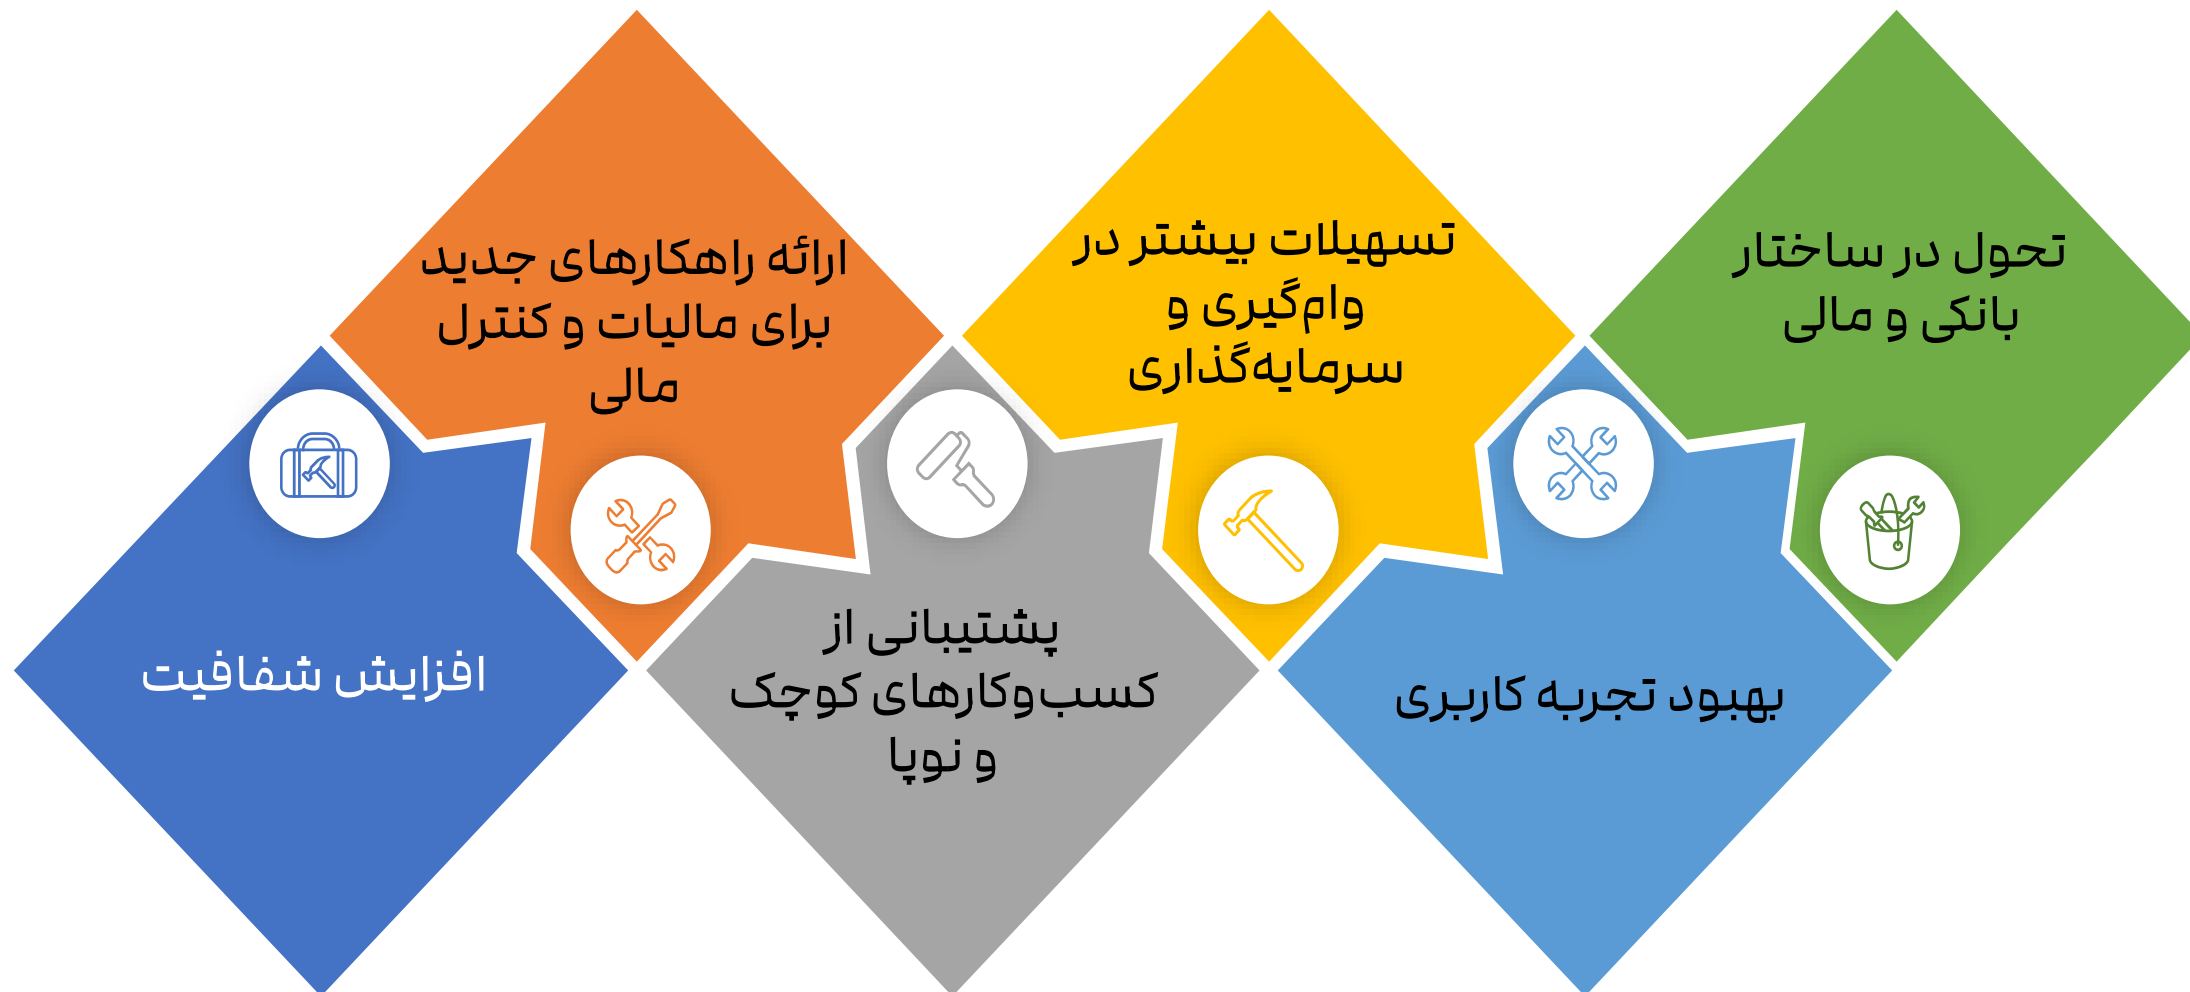 تحول در ساختار
بانکی و مالی
بهبود تجربه کاربری
تسهیلات بیشتر در
وام‌گیری و
سرمایه‌گذاری
پشتیبانی از
کسب‌وکارهای کوچک
و نوپا
ارائه راهکارهای جدید
برای مالیات و کنترل
مالی
افزایش شفافیت